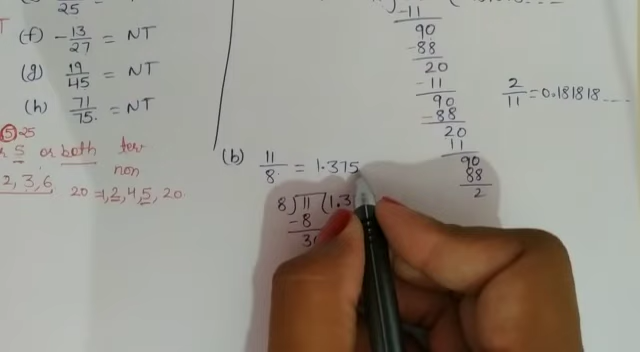 25
(f) -13/27 = NT
(g) 19/45 = NT
(h) 71/75. = NT
5 25
5 or both ter
non
2, 3, 6 20 = 1, 2, 4, 5, 20.
-11
90
-88
20
-11
90
-88
20
11
90
88
2
2/11 = 0.181818....
(b) 11/8 = 1.375
8)11(1.3
-8